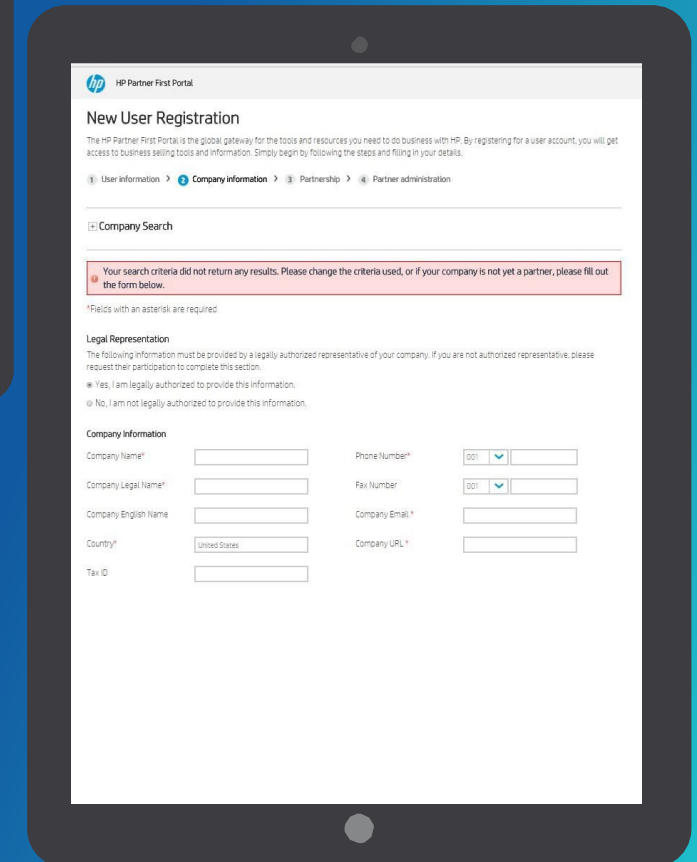 hp HP Partner First Portal
New User Registration
The HP Partner First Portal is the global gateway for the tools and resources you need to do business with HP. By registering for a user account, you will get
access to business selling tools and information. Simply begin by following the steps and filling in your details.
1 User information > 2 Company information > 3 Partnership > 4 Partner administration
+ Company Search
Your search criteria did not return any results. Please change the criteria used, or if your company is not yet a partner, please fill out
the form below.
*Fields with an asterisk are required
Legal Representation
The following information must be provided by a legally authorized representative of your company. If you are not authorized representative, please
request their participation to complete this section.
Yes, I am legally authorized to provide this information.
No, I am not legally authorized to provide this information.
Company Information
Company Name* Phone Number* 001
Company Legal Name* Fax Number 001
Company English Name Company Email *
Country* United States Company URL *
Tax ID